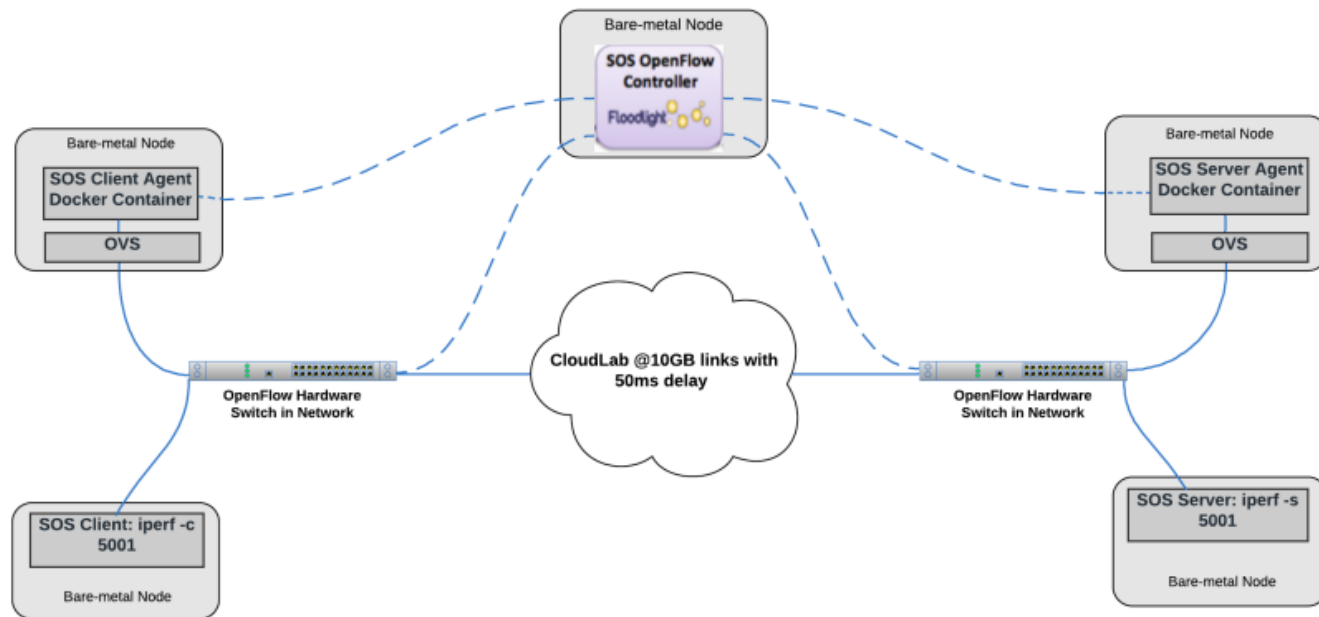 Bare-metal Node
SOS OpenFlow
Controller
Floodlight
Bare-metal Node
SOS Client Agent
Docker Container
OVS
Bare-metal Node
SOS Server Agent
Docker Container
OVS
CloudLab @10GB links with
50ms delay
OpenFlow Hardware
Switch in Network
OpenFlow Hardware
Switch in Network
SOS Client: iperf -c
5001
Bare-metal Node
SOS Server: iperf -s
5001
Bare-metal Node